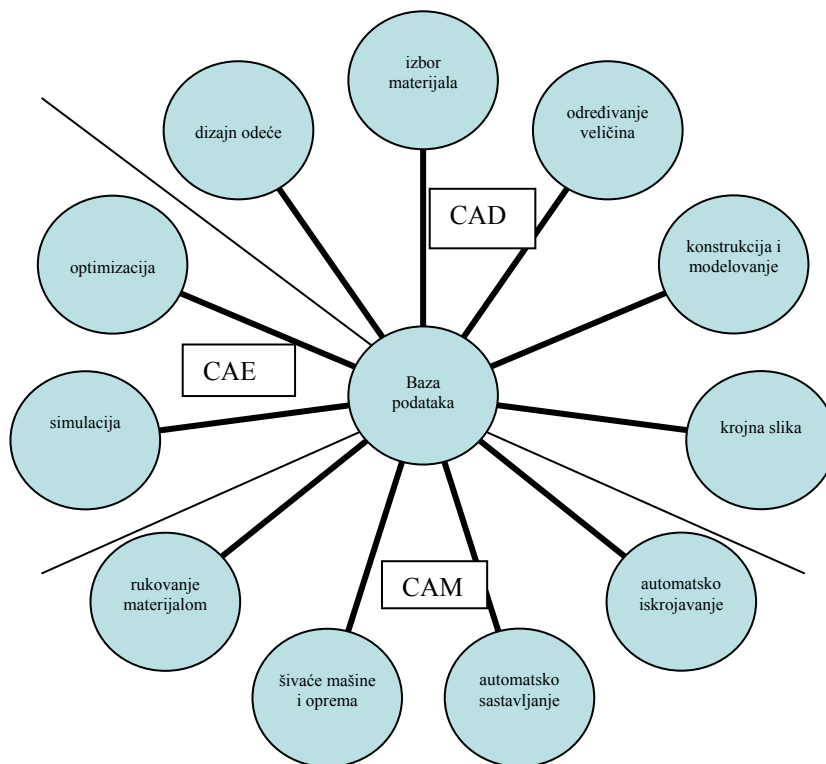 izbor
materijala
određivanje
veličina
dizajn odeće
CAD
konstrukcija i
modelovanje
optimizacija
CAE
Baza
podataka
simulacija
krojna slika
rukovanje
materijalom
CAM
automatsko
iskrojavanje
šivaće mašine
i oprema
automatsko
sastavljanje